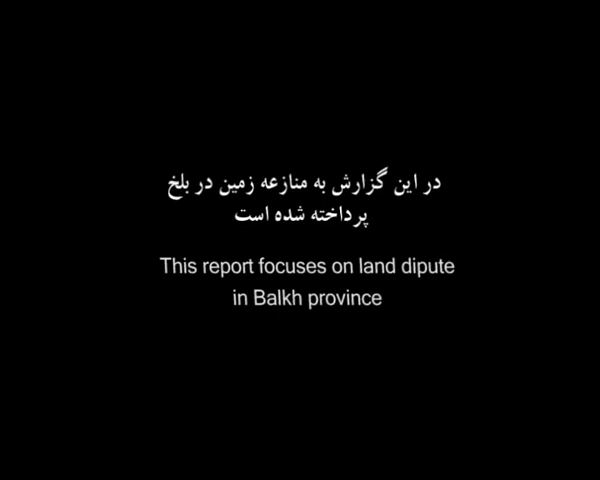 در این گزارش به منازعه زمین در بلخ
پرداخته شده است
This report focuses on land dipute
in Balkh province